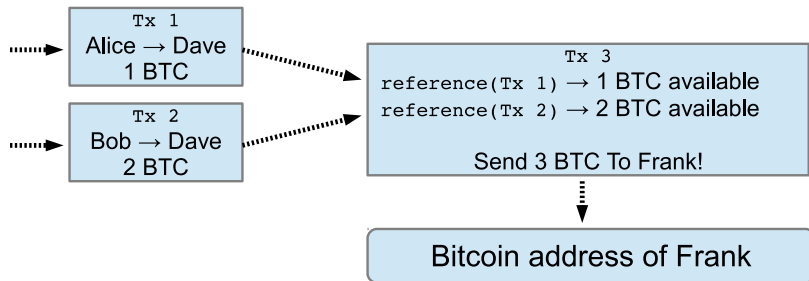 Tx 1
Alice → Dave
1 BTC
Tx 2
Bob → Dave
2 BTC
Tx 3
reference(Tx 1) → 1 BTC available
reference(Tx 2) → 2 BTC available
Send 3 BTC To Frank!
Bitcoin address of Frank